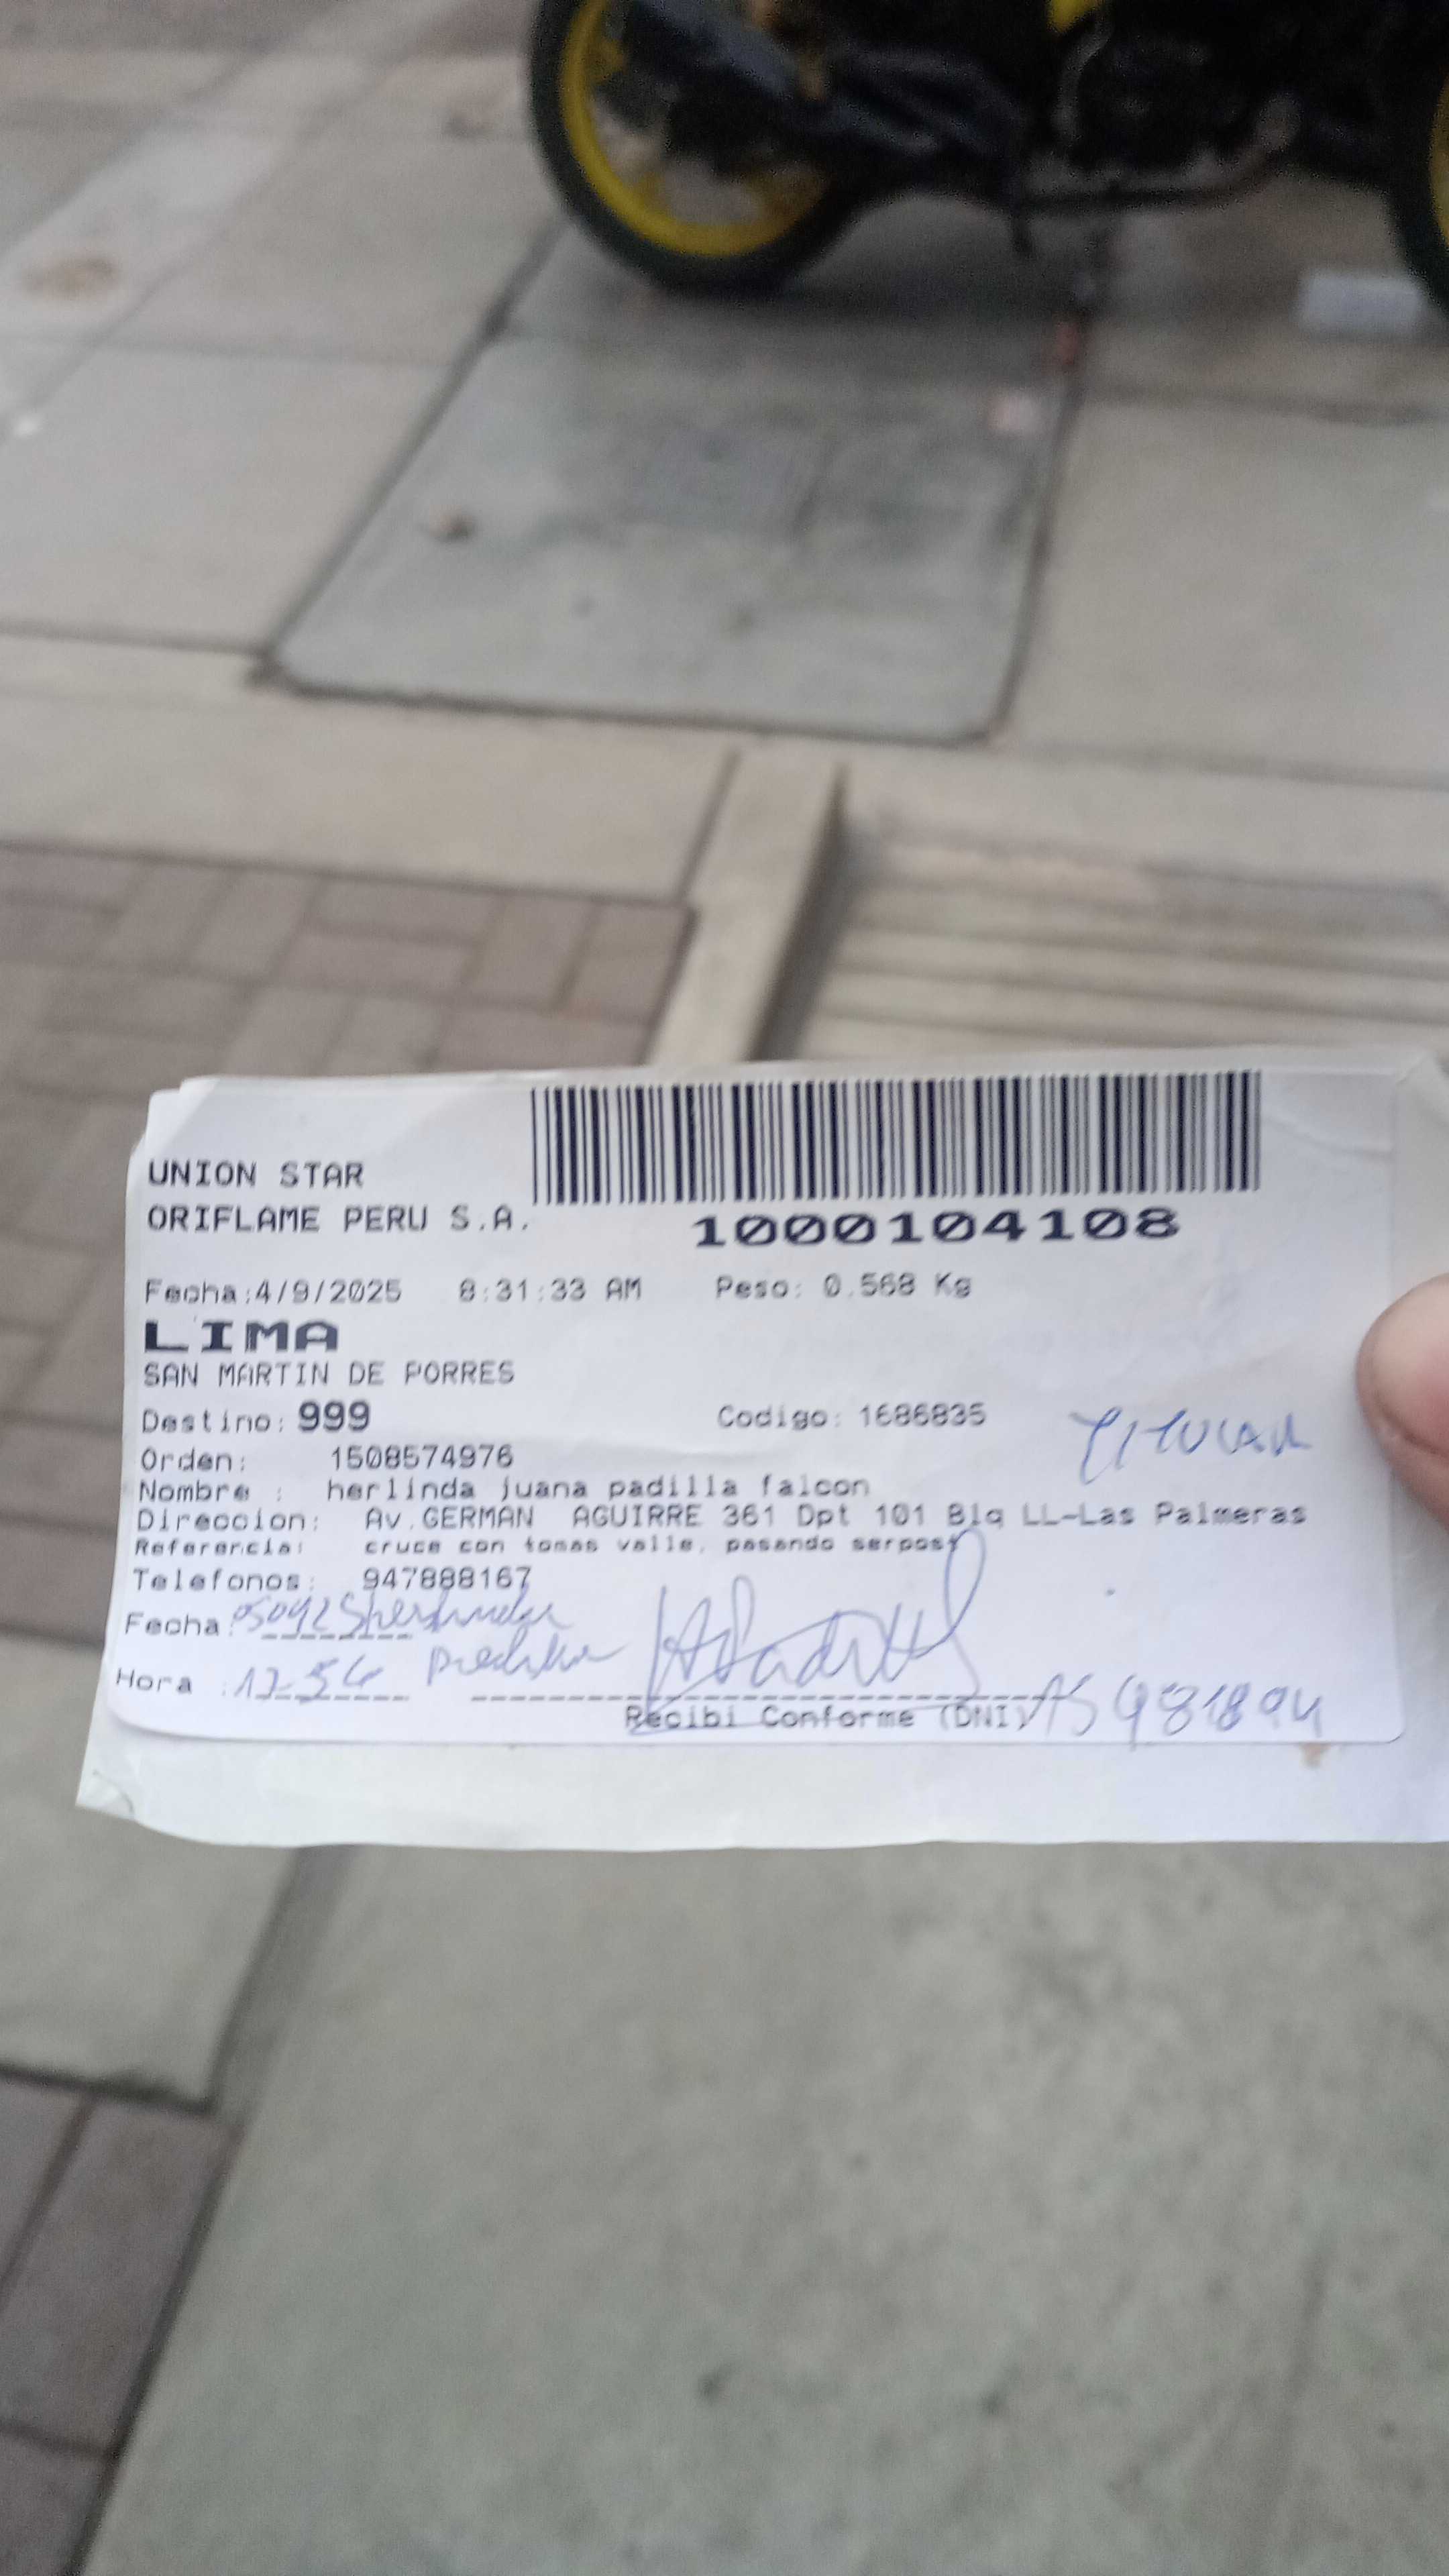 UNION STAR
ORIFLAME PERU S.A.
1000104108
Fecha:4/9/2025 8:31:33 AM Peso: 0.568 Kg
LIMA
SAN MARTIN DE PORRES
Destino: 999 Codigo: 1686835
TITULAR
Orden: 1508574976
Nombre : herlinda juana padilla falcon
Direccion: Av.GERMAN AGUIRRE 361 Dpt 101 Blq LL-Las Palmeras
Referencia: cruce con tomas valle, pasando serpost
Telefonos: 947888167
Fecha:
Hora :
Recibi Conforme (DNI)